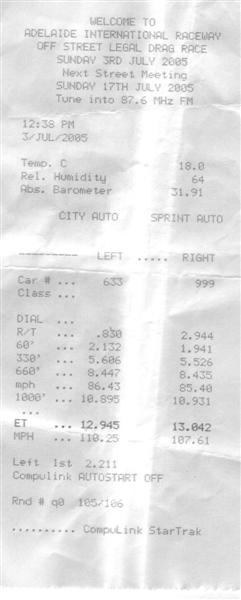 WELCOME TO
ADELAIDE INTERNATIONAL RACEWAY
OFF STREET LEGAL DRAG RACE
SUNDAY 3RD JULY 2005
Next Street Meeting
SUNDAY 17TH JULY 2005
Tune into 87.6 MHz FM
12:38 PM
3/JUL/2005
Temp. C 18.0
Rel. Humidity 64
Abs. Barometer 31.91
CITY AUTO SPRINT AUTO
---------- LEFT ..... RIGHT
Car # ... 633 999
Class ...
DIAL ...
R/T ... .830 2.944
60' ... 2.132 1.941
330' ... 5.606 5.526
660' ... 8.447 8.435
mph ... 86.43 85.40
1000' ... 10.895 10.931
...
ET ... 12.945 13.042
MPH ... 110.25 107.61
Left 1st 2.211
Compulink AUTOSTART OFF
Rnd # q0 105/106
.......... CompuLink StarTrak